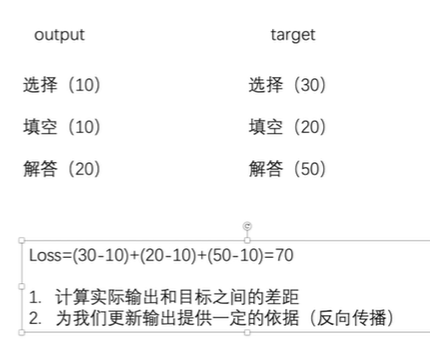 output target
选择（10） 选择（30）
填空（10） 填空（20）
解答（20） 解答（50）
Loss=(30-10)+(20-10)+(50-10)=70
1. 计算实际输出和目标之间的差距
2. 为我们更新输出提供一定的依据（反向传播）